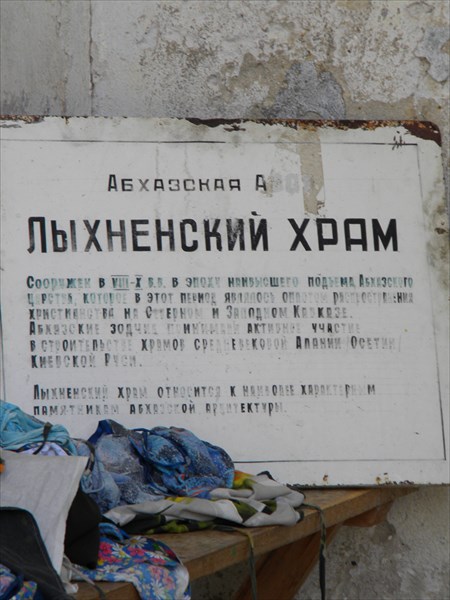 АБХАЗСКАЯ А
ЛЫХНЕНСКИЙ ХРАМ
СООРУЖЕН В VIII-X В.В. В ЭПОХУ НАИВЫСШЕГО ПОДЪЕМА АБХАЗСКОГО
ЦАРСТВА, КОТОРОЕ В ЭТОТ ПЕРИОД ЯВЛЯЛОСЬ ОПЛОТОМ РАСПРОСТРАНЕНИЯ
ХРИСТИАНСТВА НА СЕВЕРНОМ И ЗАПАДНОМ КАВКАЗЕ.
АБХАЗСКИЕ ЗОДЧИЕ ПРИНИМАЛИ АКТИВНОЕ УЧАСТИЕ
В СТРОИТЕЛЬСТВЕ ХРАМОВ СРЕДНЕВЕКОВОЙ АЛАНИИ /ОСЕТИИ/
КИЕВСКОЙ РУСИ.
ЛЫХНЕНСКИЙ ХРАМ ОТНОСИТСЯ К НАИБОЛЕЕ ХАРАКТЕРНЫМ
ПАМЯТНИКАМ АБХАЗСКОЙ АРХИТЕКТУРЫ.